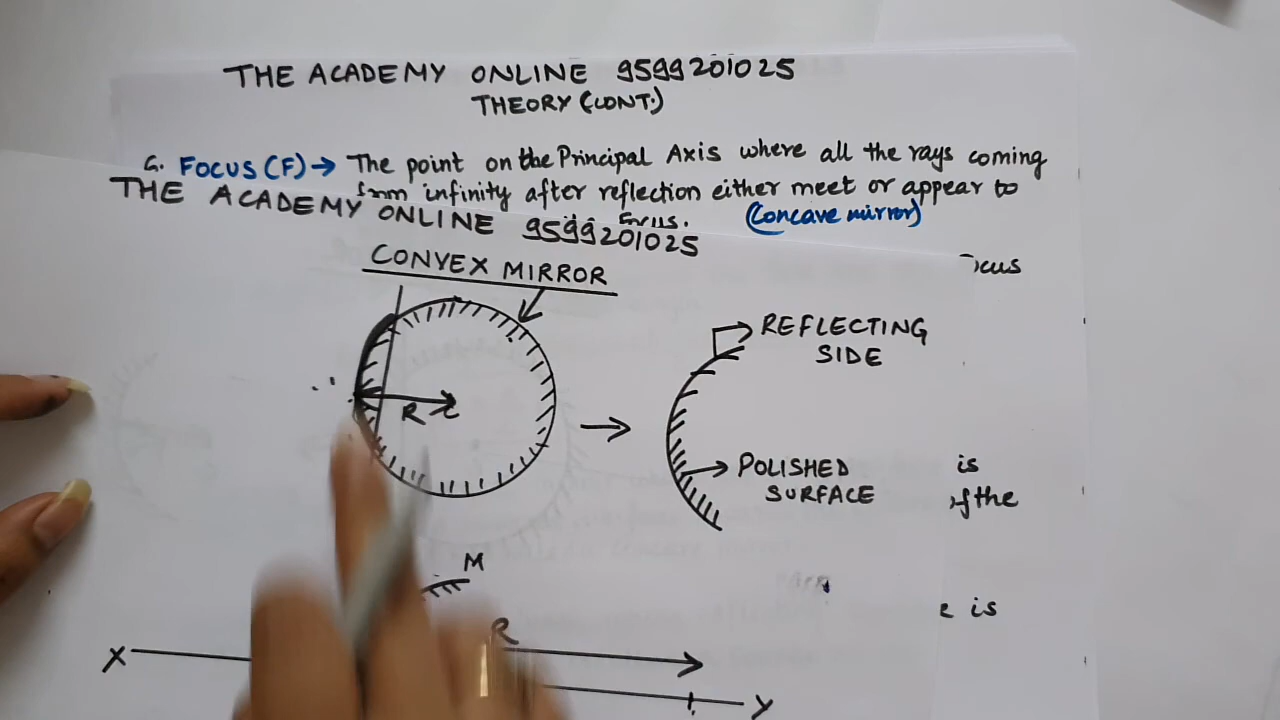 THE ACADEMY ONLINE 9599201025
THEORY (CONT.)
6. FOCUS (F) → The point on the Principal Axis where all the rays coming
from infinity after reflection either meet or appear to
(Concave mirror)
THE ACADEMY ONLINE 9599201025
CONVEX MIRROR
REFLECTING
SIDE
R
POLISHED
SURFACE
is
of the
M
R
is
X
Y